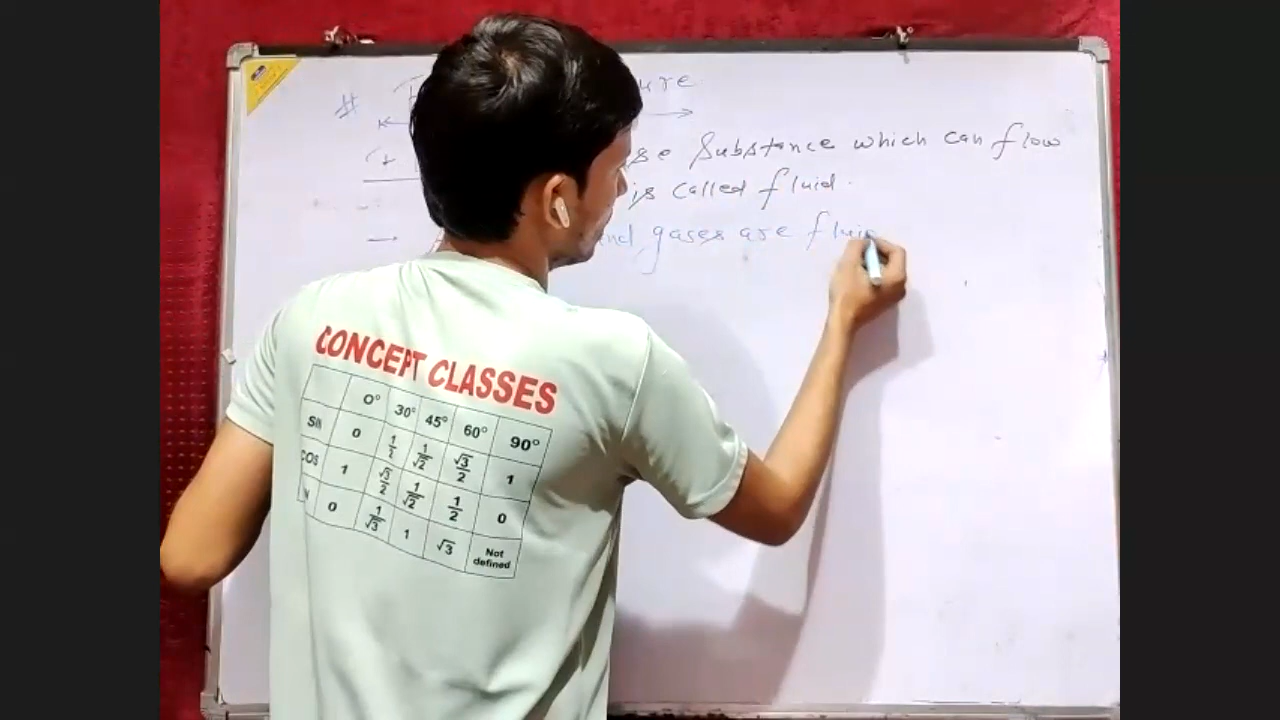 # ure
se Substance which can flow
is called fluid.
and gases are flui
CONCEPT CLASSES
0° 30° 45° 60° 90°
SIN 0 1/2 1/√2 √3/2 1
COS 1 √3/2 1/√2 1/2 0
N 0 1/√3 1 √3 Not defined